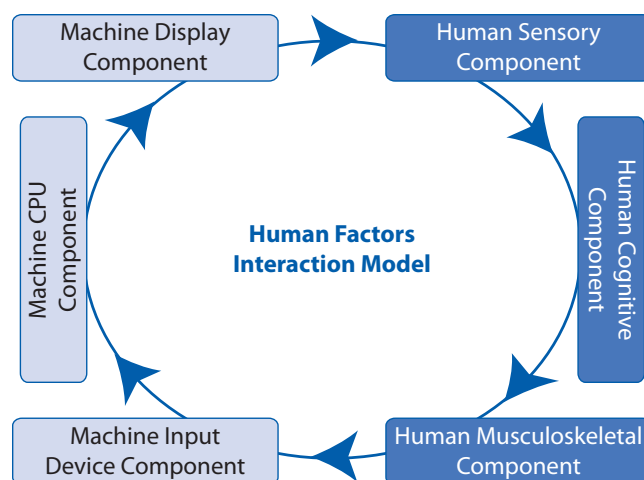 Machine Display
Component
Human Sensory
Component
Machine CPU
Component
Human Factors
Interaction Model
Human Cognitive
Component
Machine Input
Device Component
Human Musculoskeletal
Component